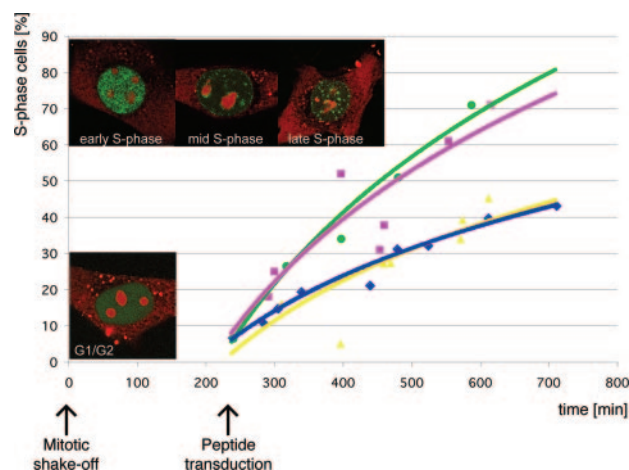 S-phase cells [%]
90
80
70
60
50
40
30
20
10
0
early S-phase
mid S-phase
late S-phase
G1/G2
0
100
200
300
400
500
600
700
800
time [min]
Mitotic
shake-off
Peptide
transduction